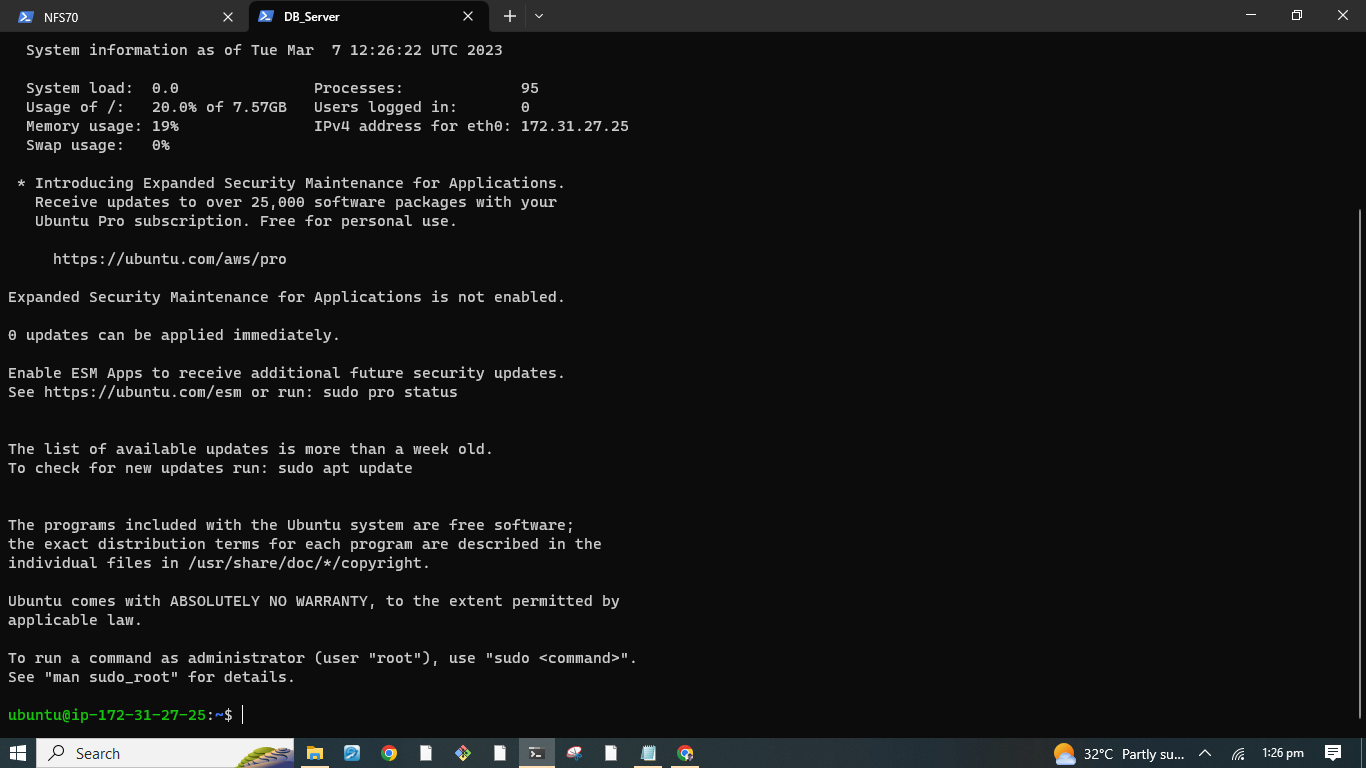 NFS70
DB_Server
System information as of Tue Mar  7 12:26:22 UTC 2023
System load:  0.0               Processes:             95
Usage of /:   20.0% of 7.57GB   Users logged in:       0
Memory usage: 19%               IPv4 address for eth0: 172.31.27.25
Swap usage:   0%
* Introducing Expanded Security Maintenance for Applications.
Receive updates to over 25,000 software packages with your
Ubuntu Pro subscription. Free for personal use.
https://ubuntu.com/aws/pro
Expanded Security Maintenance for Applications is not enabled.
0 updates can be applied immediately.
Enable ESM Apps to receive additional future security updates.
See https://ubuntu.com/esm or run: sudo pro status
The list of available updates is more than a week old.
To check for new updates run: sudo apt update
The programs included with the Ubuntu system are free software;
the exact distribution terms for each program are described in the
individual files in /usr/share/doc/*/copyright.
Ubuntu comes with ABSOLUTELY NO WARRANTY, to the extent permitted by
applicable law.
To run a command as administrator (user "root"), use "sudo <command>".
See "man sudo_root" for details.
ubuntu@ip-172-31-27-25:~$
Search
32°C Partly su...
1:26 pm